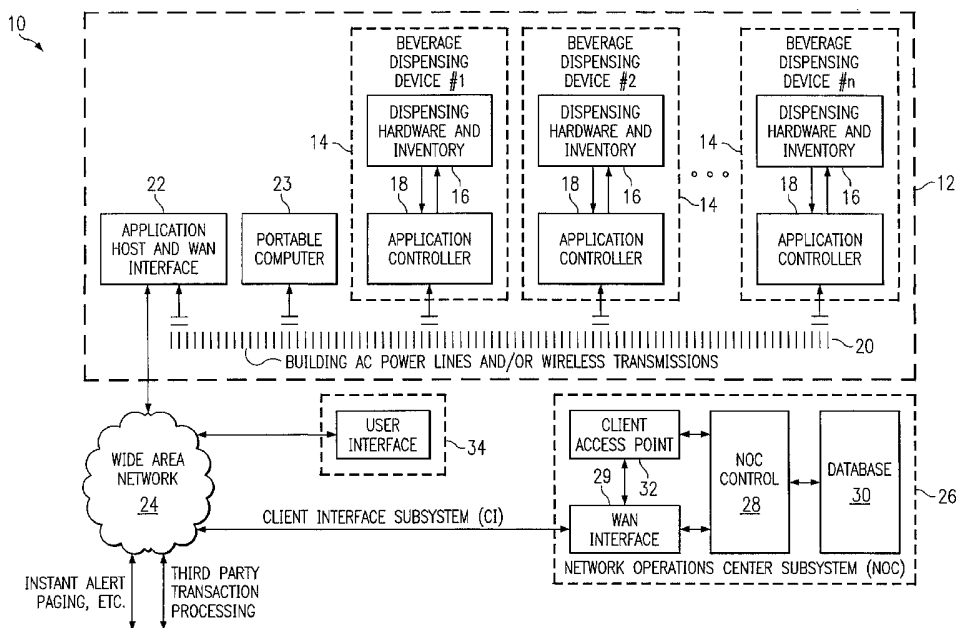 10
BEVERAGE
DISPENSING
DEVICE #1
BEVERAGE
DISPENSING
DEVICE #2
BEVERAGE
DISPENSING
DEVICE #n
DISPENSING
HARDWARE AND
INVENTORY
DISPENSING
HARDWARE AND
INVENTORY
DISPENSING
HARDWARE AND
INVENTORY
14
14
14
12
18
16
18
16
18
16
22
23
APPLICATION
HOST AND WAN
INTERFACE
PORTABLE
COMPUTER
APPLICATION
CONTROLLER
APPLICATION
CONTROLLER
APPLICATION
CONTROLLER
20
BUILDING AC POWER LINES AND/OR WIRELESS TRANSMISSIONS
WIDE AREA
NETWORK
24
USER
INTERFACE
34
CLIENT
ACCESS POINT
29
32
WAN
INTERFACE
NOC
CONTROL
28
DATABASE
30
26
CLIENT INTERFACE SUBSYSTEM (CI)
NETWORK OPERATIONS CENTER SUBSYSTEM (NOC)
INSTANT ALERT
PAGING, ETC.
THIRD PARTY
TRANSACTION
PROCESSING